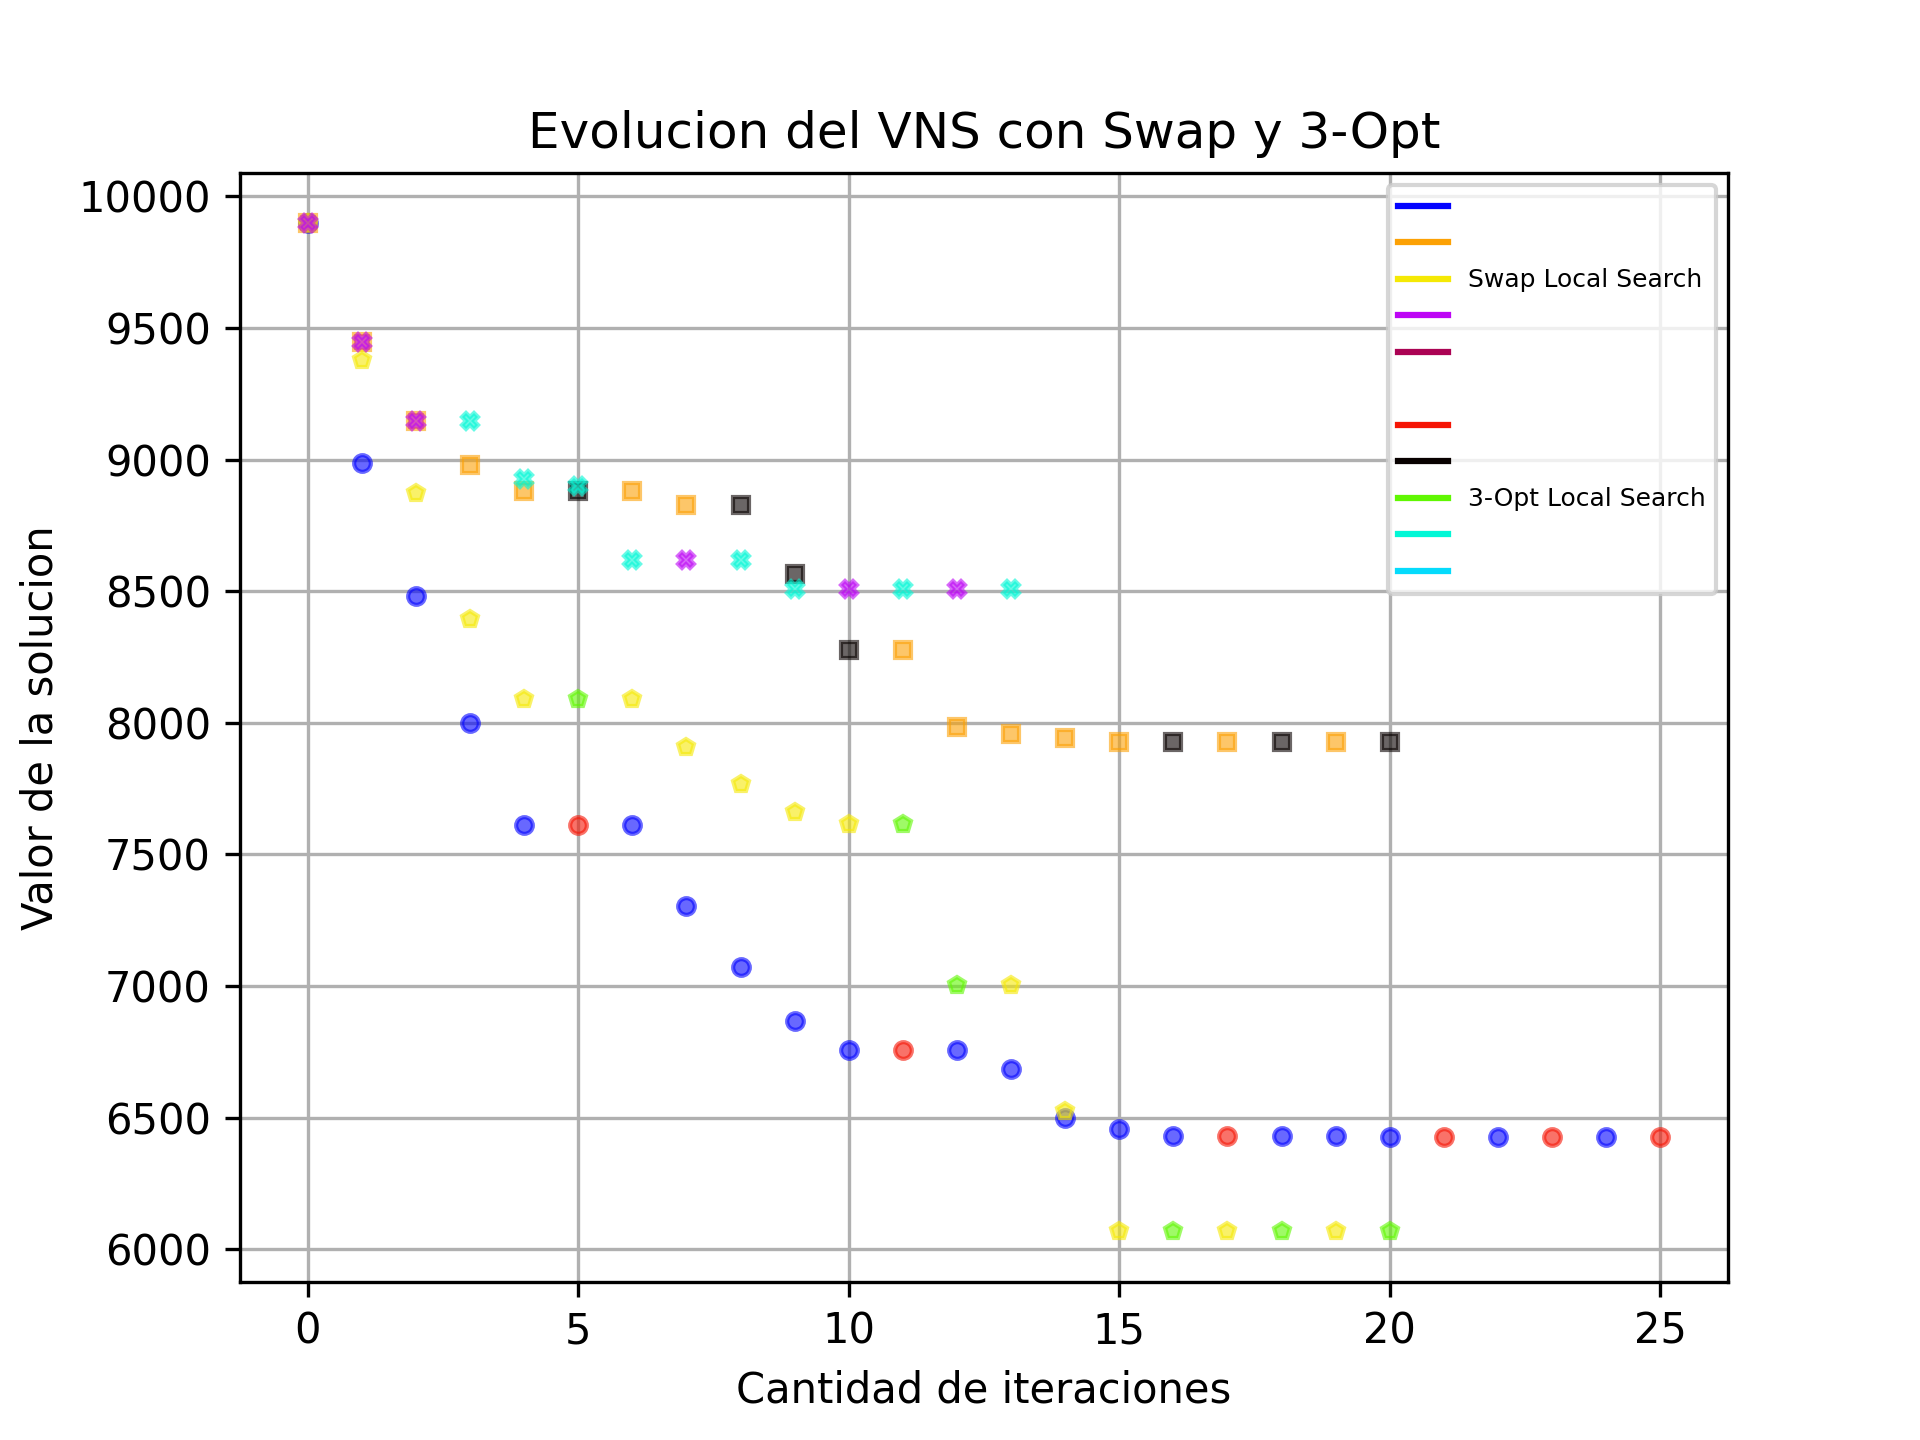 Evolucion del VNS con Swap y 3-Opt
10000
9500
9000
8500
8000
7500
7000
6500
6000
Valor de la solucion
Swap Local Search
3-Opt Local Search
0 5 10 15 20 25
Cantidad de iteraciones